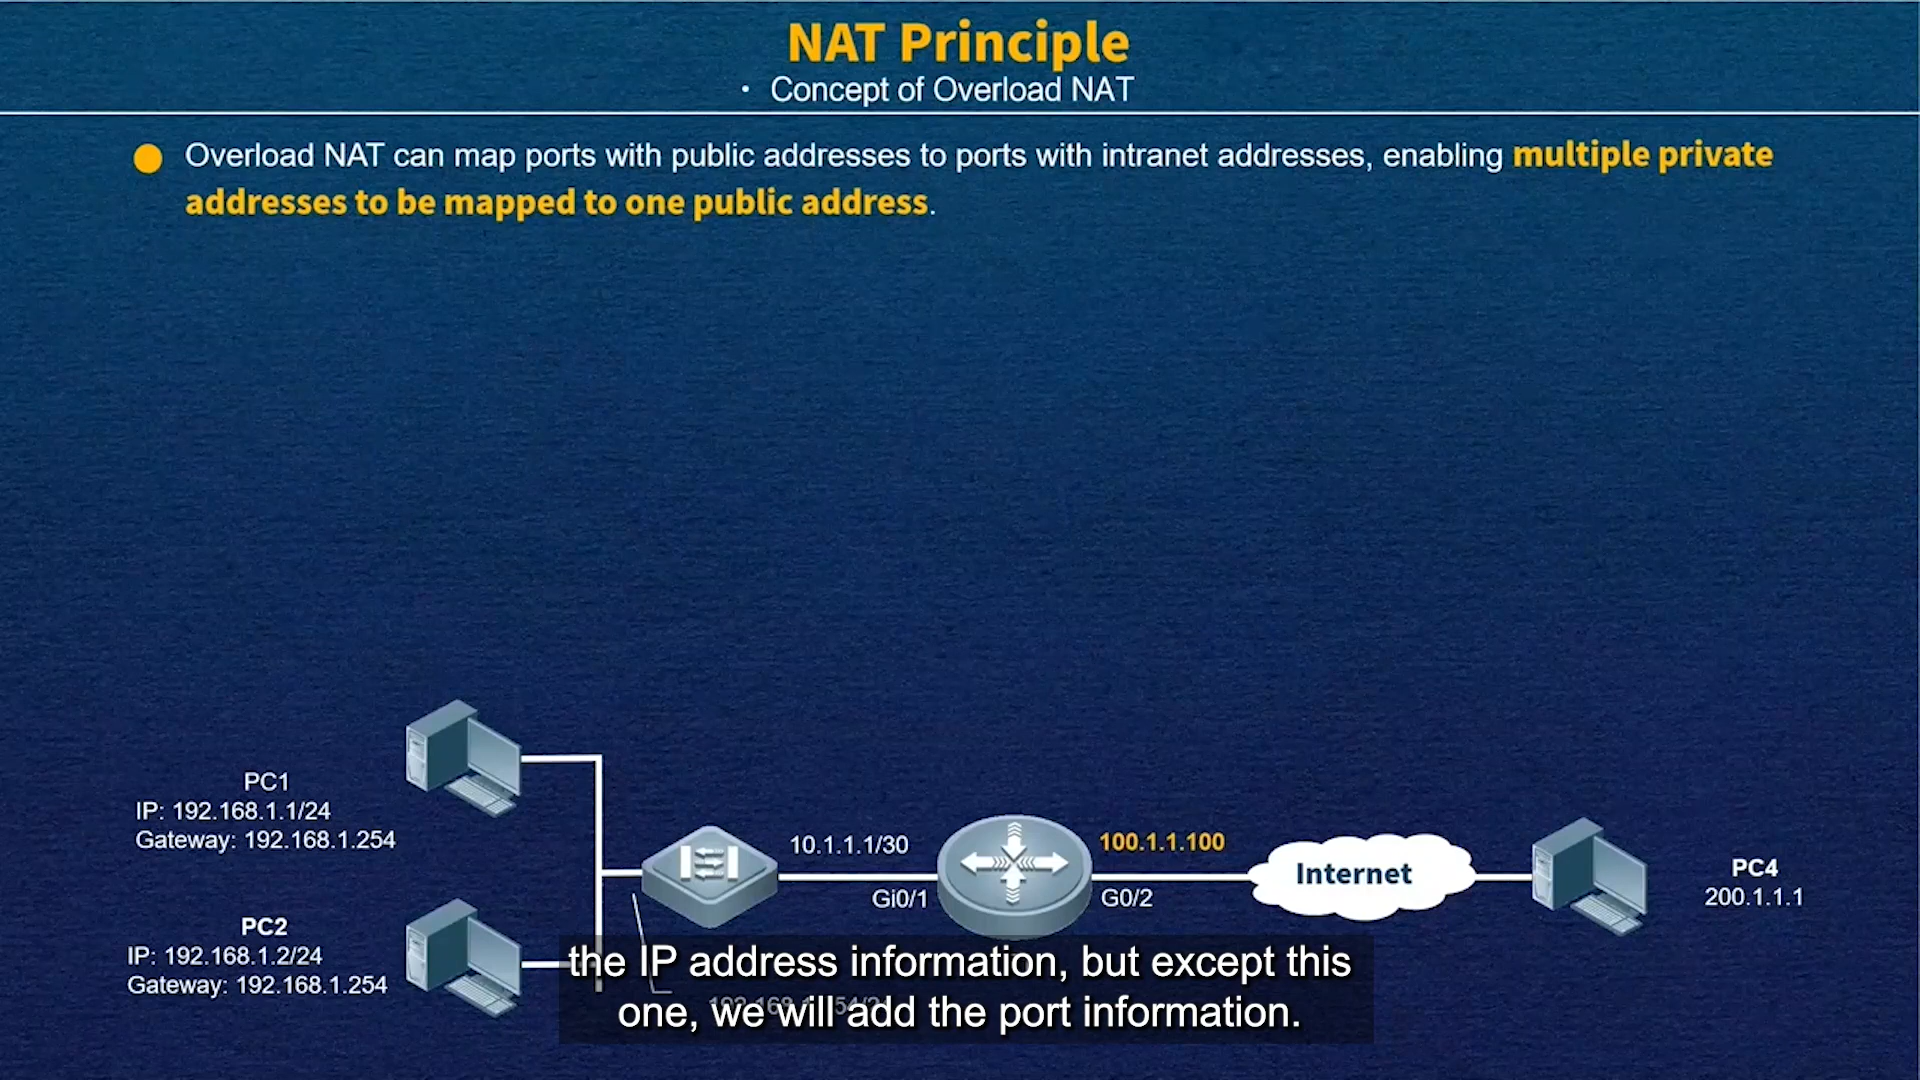 NAT Principle
• Concept of Overload NAT
Overload NAT can map ports with public addresses to ports with intranet addresses, enabling multiple private
addresses to be mapped to one public address.
PC1
IP: 192.168.1.1/24
Gateway: 192.168.1.254
10.1.1.1/30
Gi0/1
100.1.1.100
G0/2
Internet
PC4
200.1.1.1
PC2
IP: 192.168.1.2/24
Gateway: 192.168.1.254
the IP address information, but except this
one, we will add the port information.